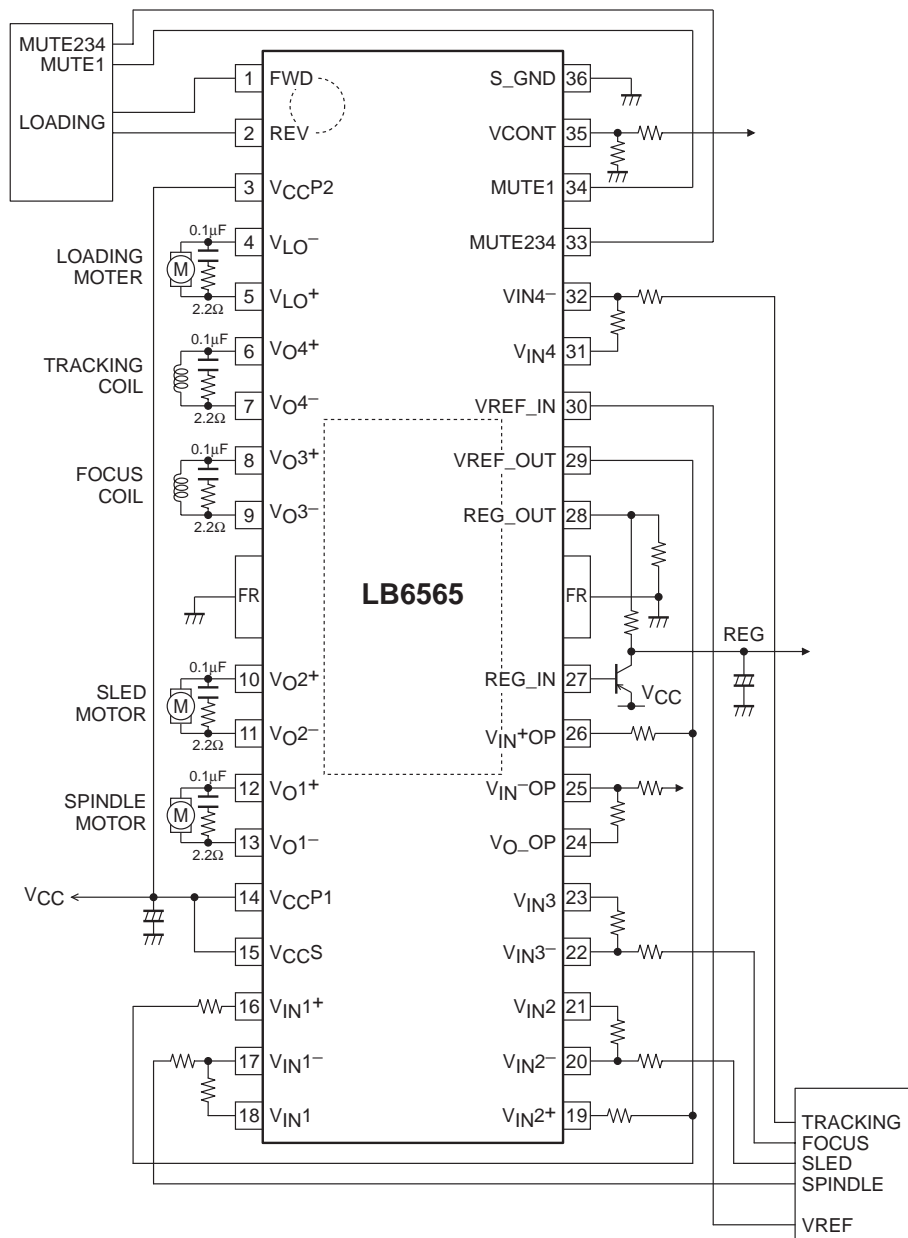 MUTE234
MUTE1
LOADING
1 FWD
2 REV
3 VCCP2
4 VLO−
5 VLO+
6 VO4+
7 VO4−
8 VO3+
9 VO3−
FR
10 VO2+
11 VO2−
12 VO1+
13 VO1−
14 VCCP1
15 VCCS
16 VIN1+
17 VIN1−
18 VIN1
LOADING
MOTER
0.1μF
2.2Ω
TRACKING
COIL
0.1μF
2.2Ω
FOCUS
COIL
0.1μF
2.2Ω
SLED
MOTOR
M
0.1μF
2.2Ω
SPINDLE
MOTOR
M
0.1μF
2.2Ω
M
VCC
LB6565
S_GND 36
VCONT 35
MUTE1 34
MUTE234 33
VIN4− 32
VIN4 31
VREF_IN 30
VREF_OUT 29
REG_OUT 28
FR
REG_IN 27
VIN+OP 26
VIN−OP 25
VO_OP 24
VIN3 23
VIN3− 22
VIN2 21
VIN2− 20
VIN2+ 19
REG
VCC
TRACKING
FOCUS
SLED
SPINDLE
VREF